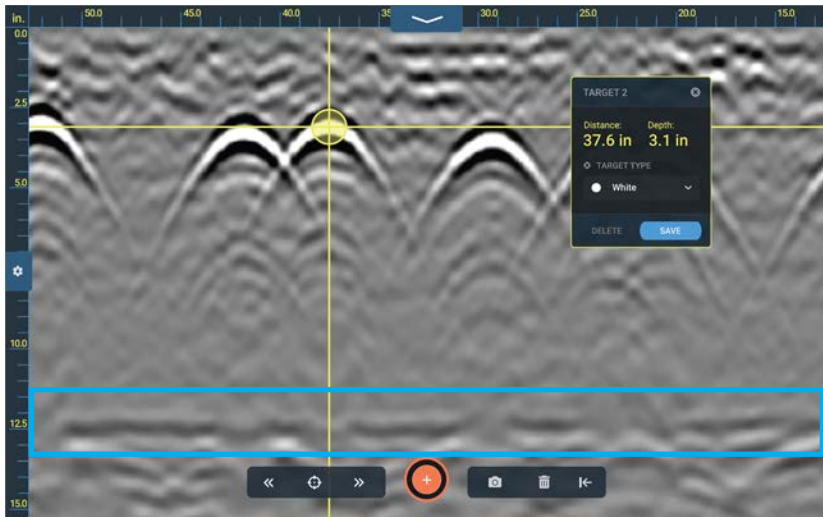 in.
50.0 45.0 40.0 35 30.0 25.0 20.0 15.0
0.0
2.5
TARGET 2
Distance: Depth:
37.6 in 3.1 in
TARGET TYPE
White
5.0
DELETE SAVE
10.0
12.5
15.0